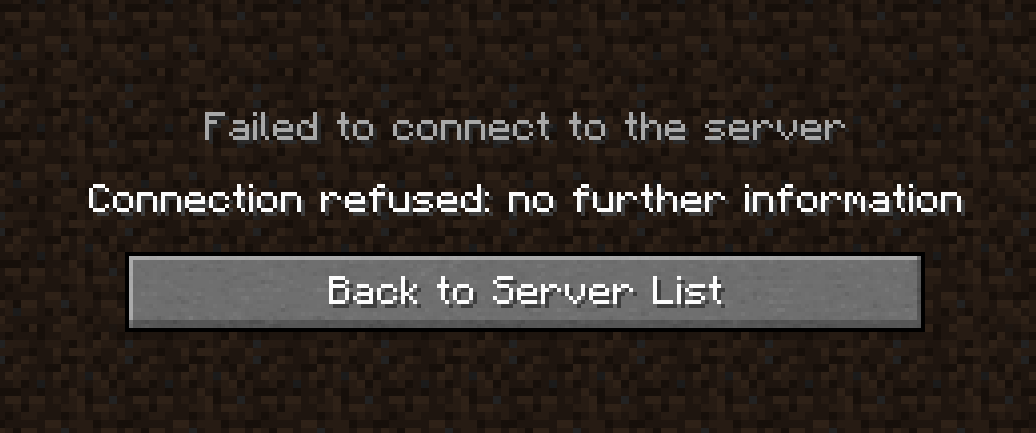 Failed to connect to the server
Connection refused: no further information
Back to Server List